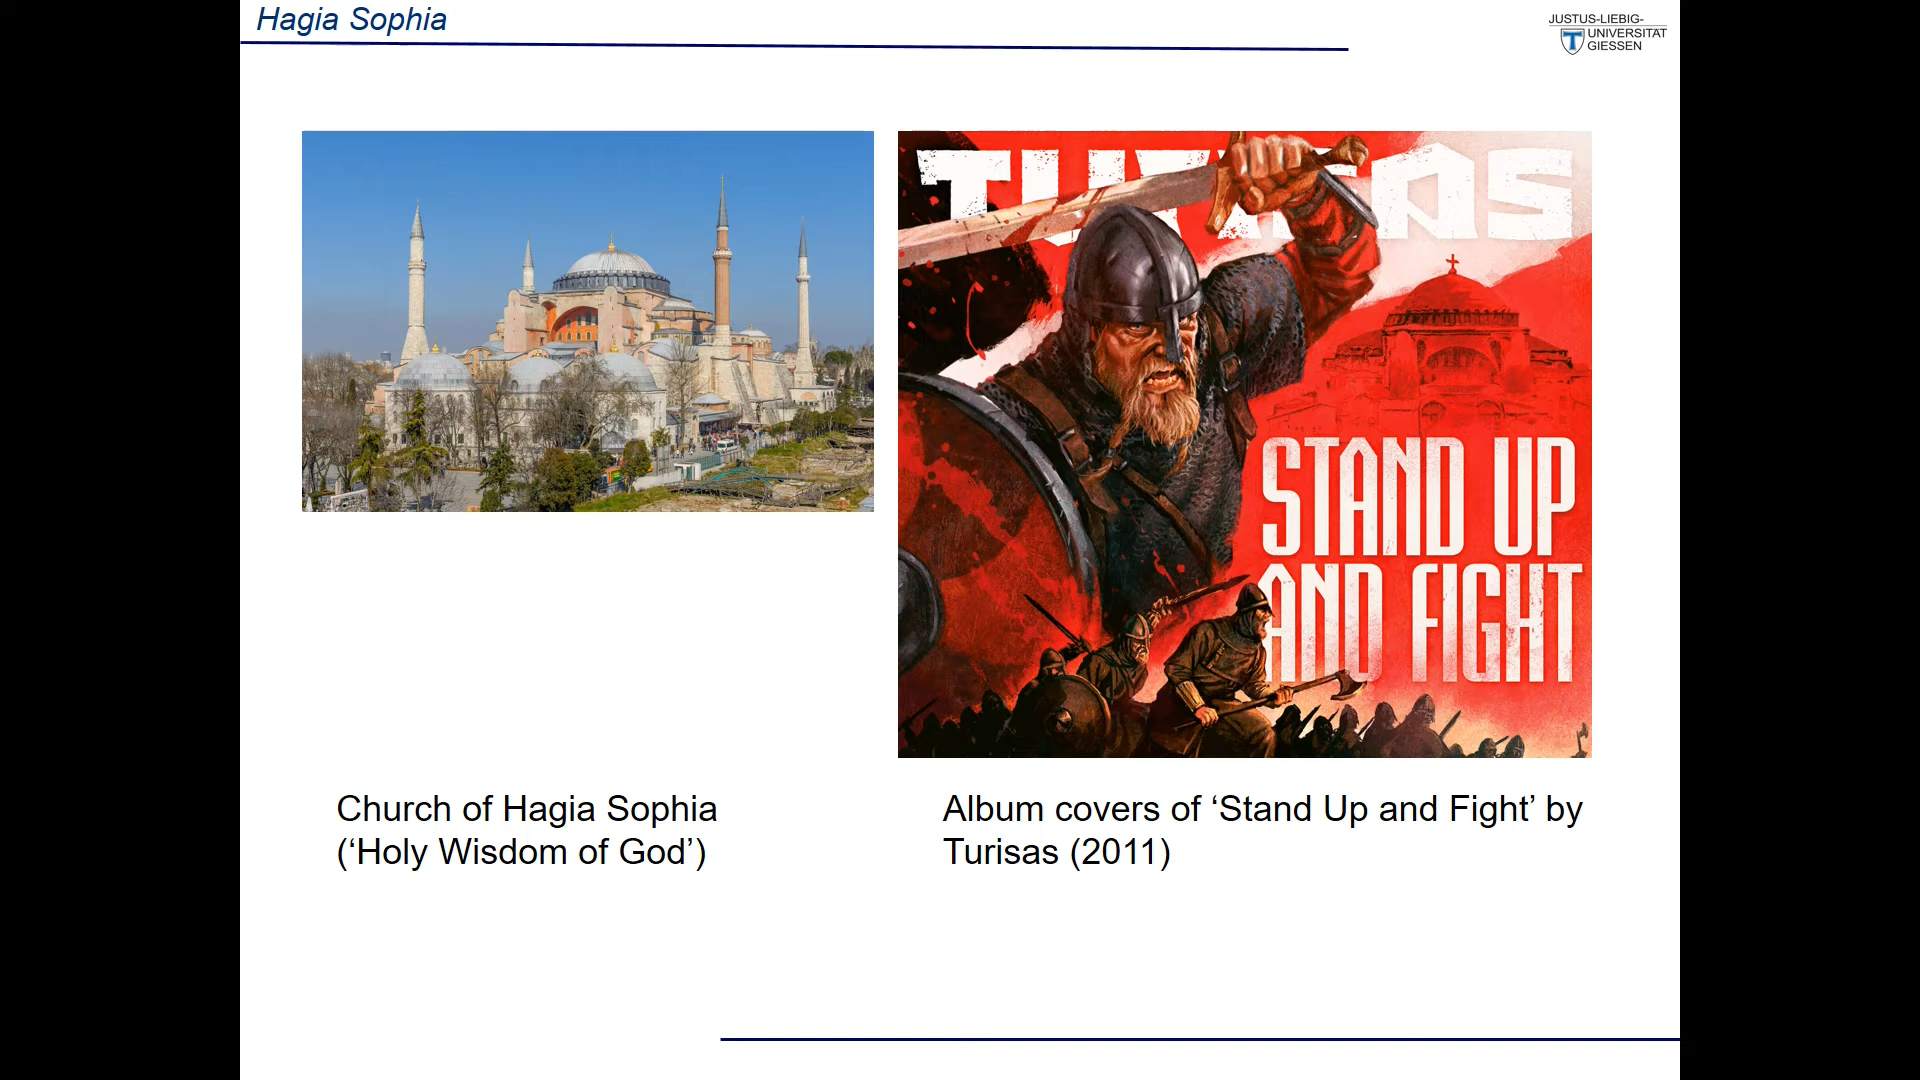 Hagia Sophia
JUSTUS-LIEBIG-
UNIVERSITÄT
GIESSEN
STAND UP
AND FIGHT
Church of Hagia Sophia
(‘Holy Wisdom of God’)
Album covers of ‘Stand Up and Fight’ by
Turisas (2011)